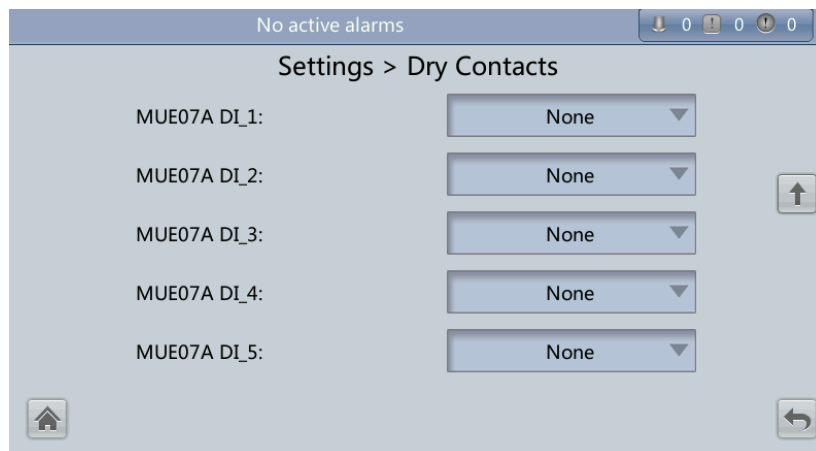 No active alarms 0 0 0
Settings > Dry Contacts
MUE07A DI_1: None
MUE07A DI_2: None
MUE07A DI_3: None
MUE07A DI_4: None
MUE07A DI_5: None